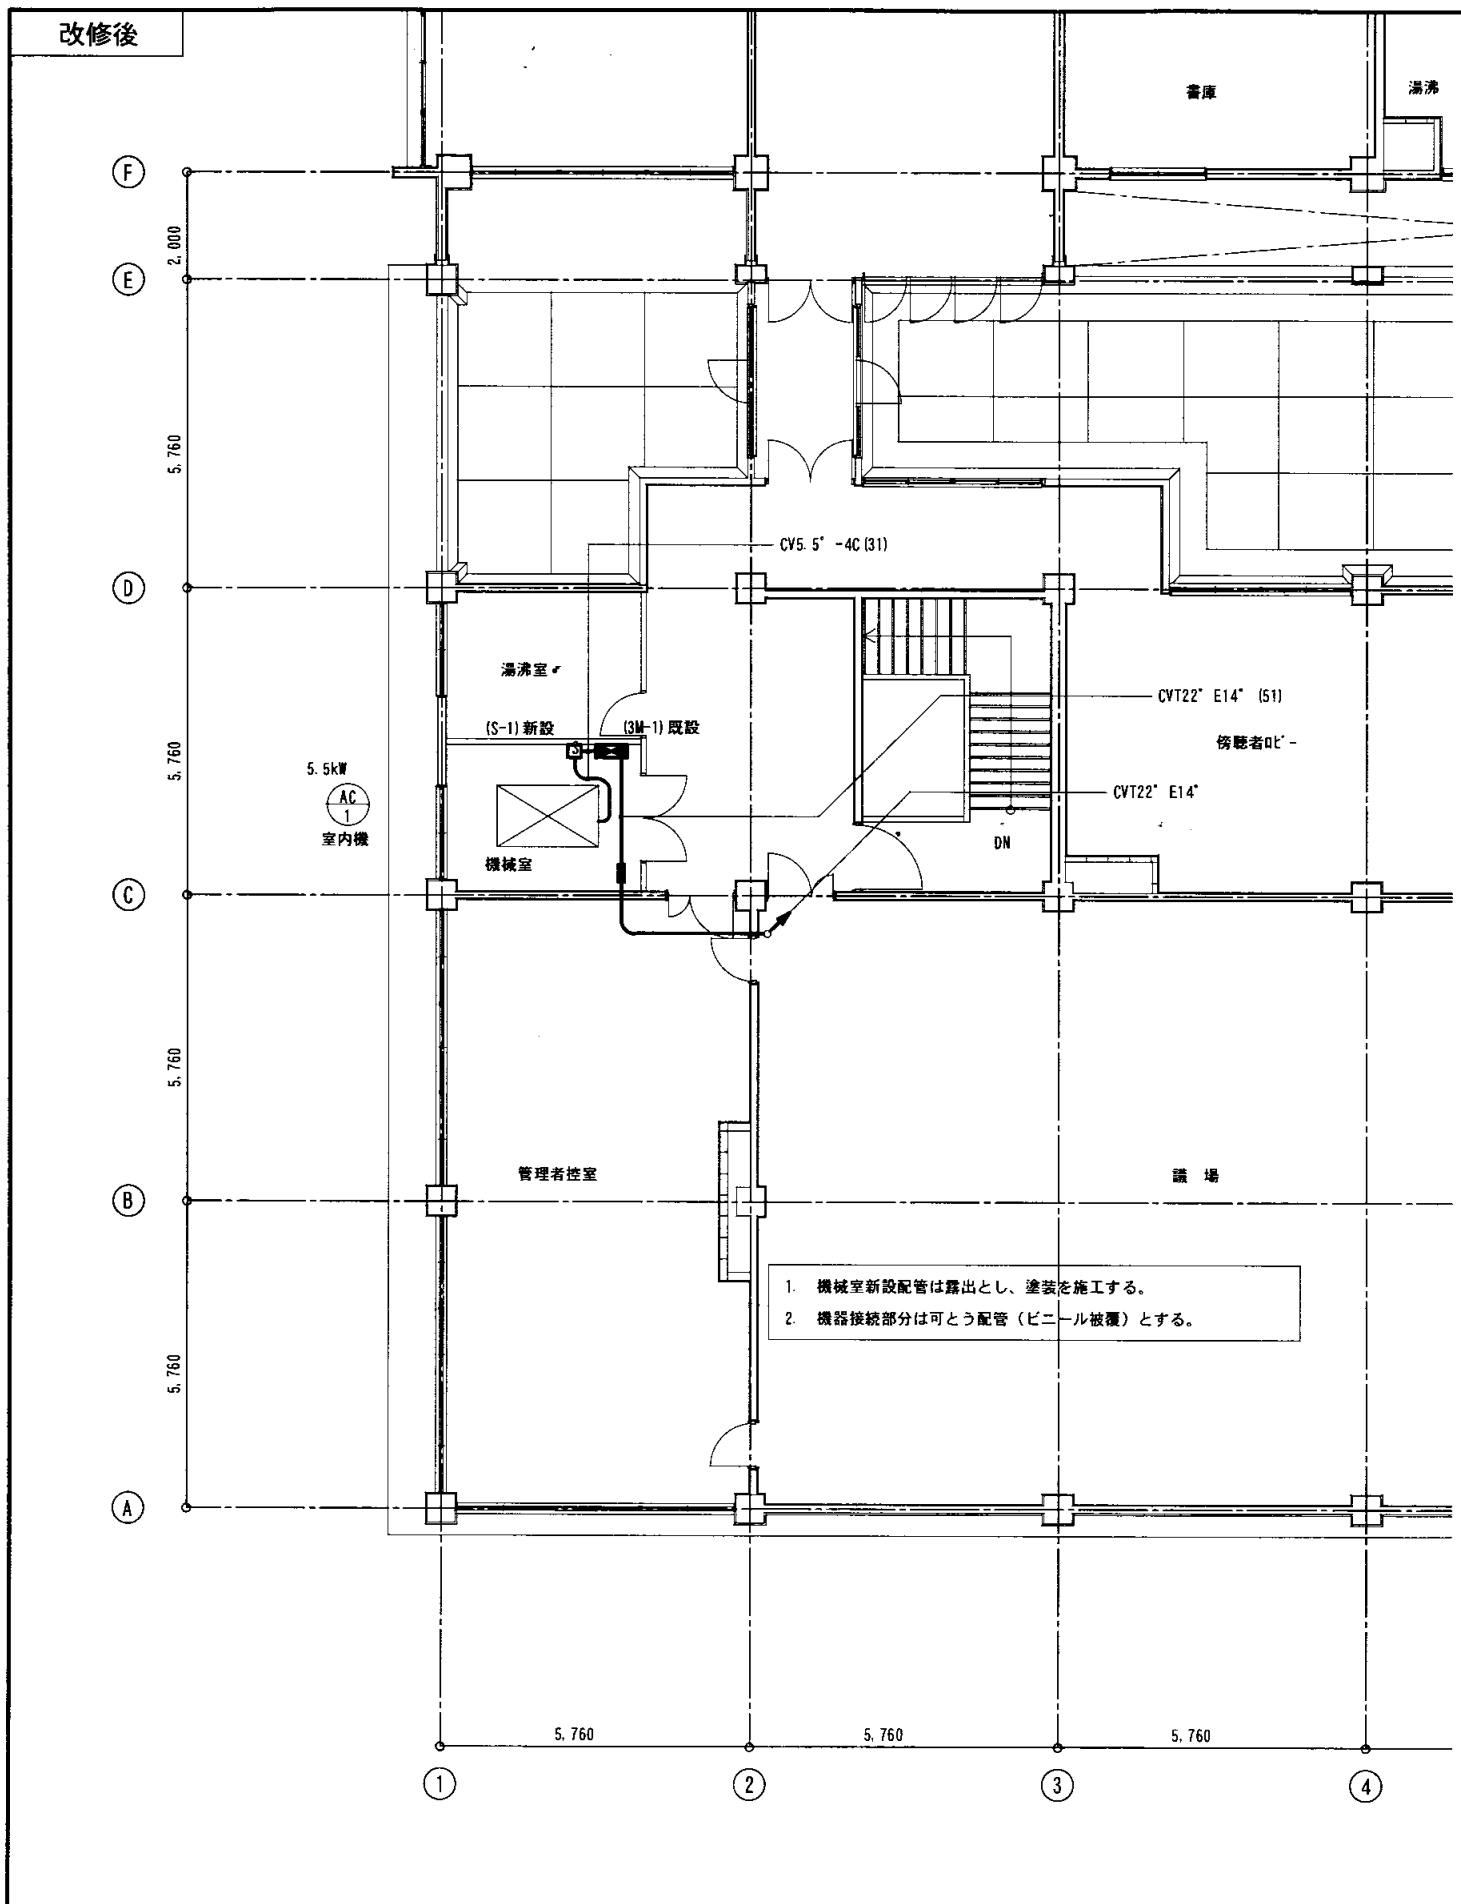 改修後
書庫
湯沸
F
2,000
E
5,760
CV5.5° -4C (31)
D
湯沸室
CVT22° E14° (51)
(S-1) 新設
(3M-1) 既設
傍聴者ﾛﾋﾞｰ
5,760
5.5kW
S
AC
1
室内機
CVT22° E14°
DN
機械室
C
5,760
管理者控室
議 場
B
1. 機械室新設配管は露出とし、塗装を施工する。
2. 機器接続部分は可とう配管（ビニール被覆）とする。
5,760
A
5,760
5,760
5,760
1
2
3
4